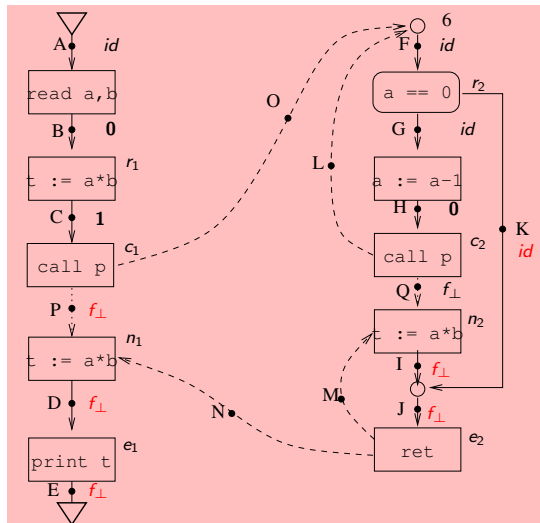 6
A id
F id
read a,b
a == 0 r₂
O
B 0
G id
t := a*b r₁
L
a := a-1
C 1
H 0
K
id
call p c₁
call p c₂
P f⊥
Q f⊥
t := a*b n₁
t := a*b n₂
I f⊥
D f⊥
M
N
J f⊥
print t e₁
ret e₂
E f⊥